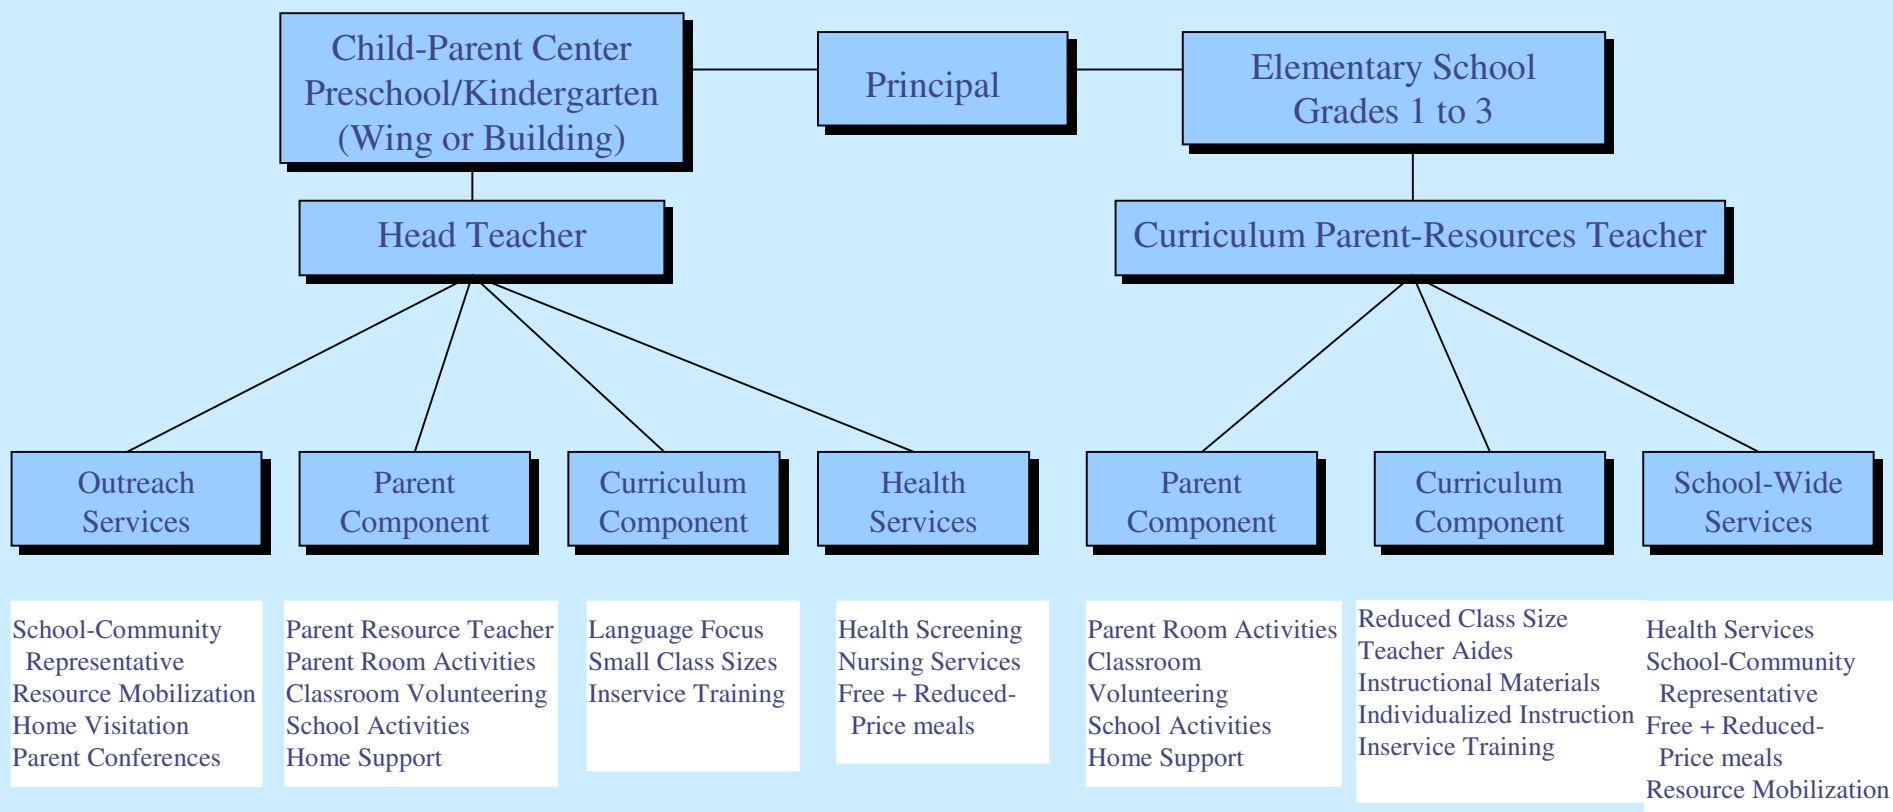 Child-Parent Center
Preschool/Kindergarten
(Wing or Building)
Principal
Elementary School
Grades 1 to 3
Head Teacher
Curriculum Parent-Resources Teacher
Outreach
Services
Parent
Component
Curriculum
Component
Health
Services
Parent
Component
Curriculum
Component
School-Wide
Services
School-Community
Representative
Resource Mobilization
Home Visitation
Parent Conferences
Parent Resource Teacher
Parent Room Activities
Classroom Volunteering
School Activities
Home Support
Language Focus
Small Class Sizes
Inservice Training
Health Screening
Nursing Services
Free + Reduced-
Price meals
Parent Room Activities
Classroom
Volunteering
School Activities
Home Support
Reduced Class Size
Teacher Aides
Instructional Materials
Individualized Instruction
Inservice Training
Health Services
School-Community
Representative
Free + Reduced-
Price meals
Resource Mobilization